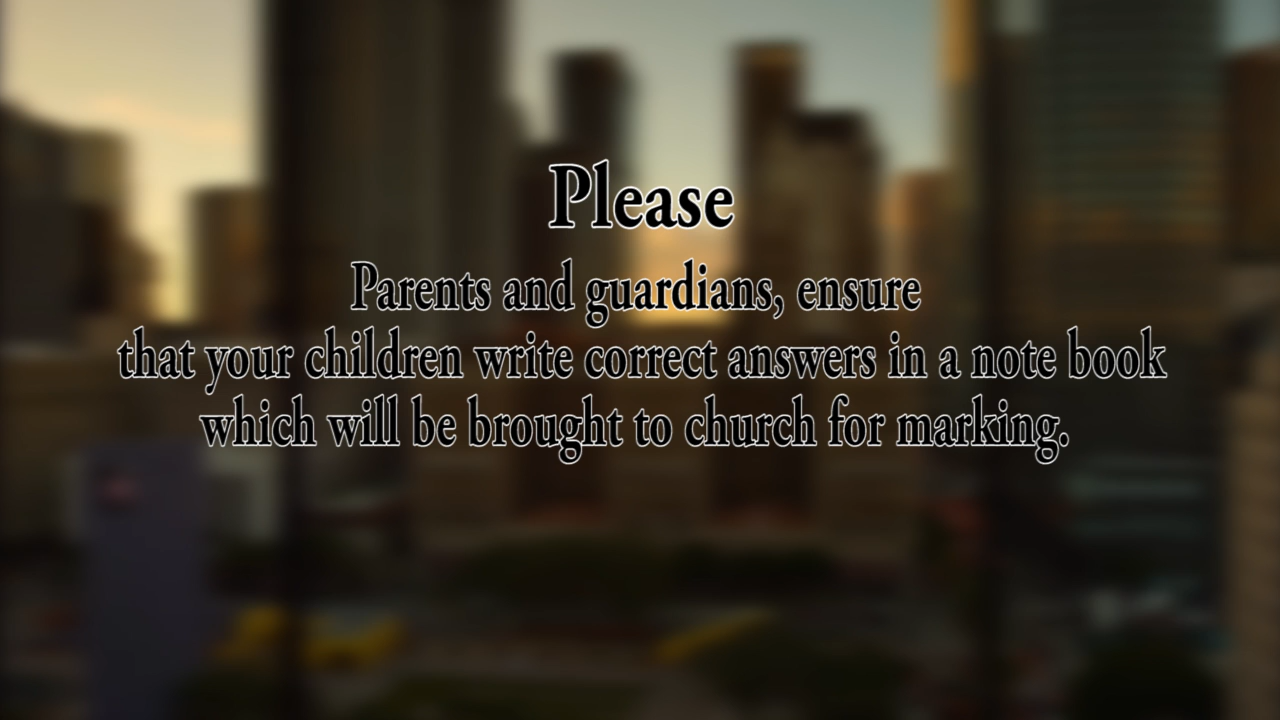 Please
Parents and guardians, ensure
that your children write correct answers in a note book
which will be brought to church for marking.